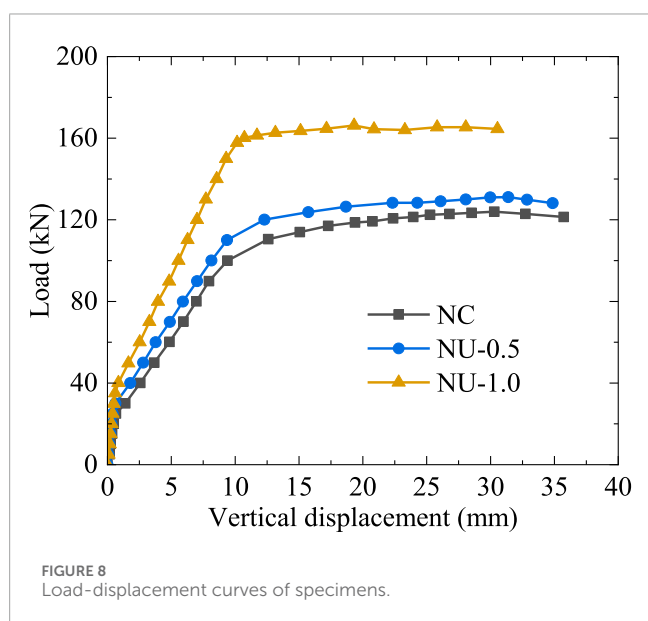 200
160
120
80
40
0
Load (kN)
NC
NU-0.5
NU-1.0
0 5 10 15 20 25 30 35 40
Vertical displacement (mm)
FIGURE 8
Load-displacement curves of specimens.